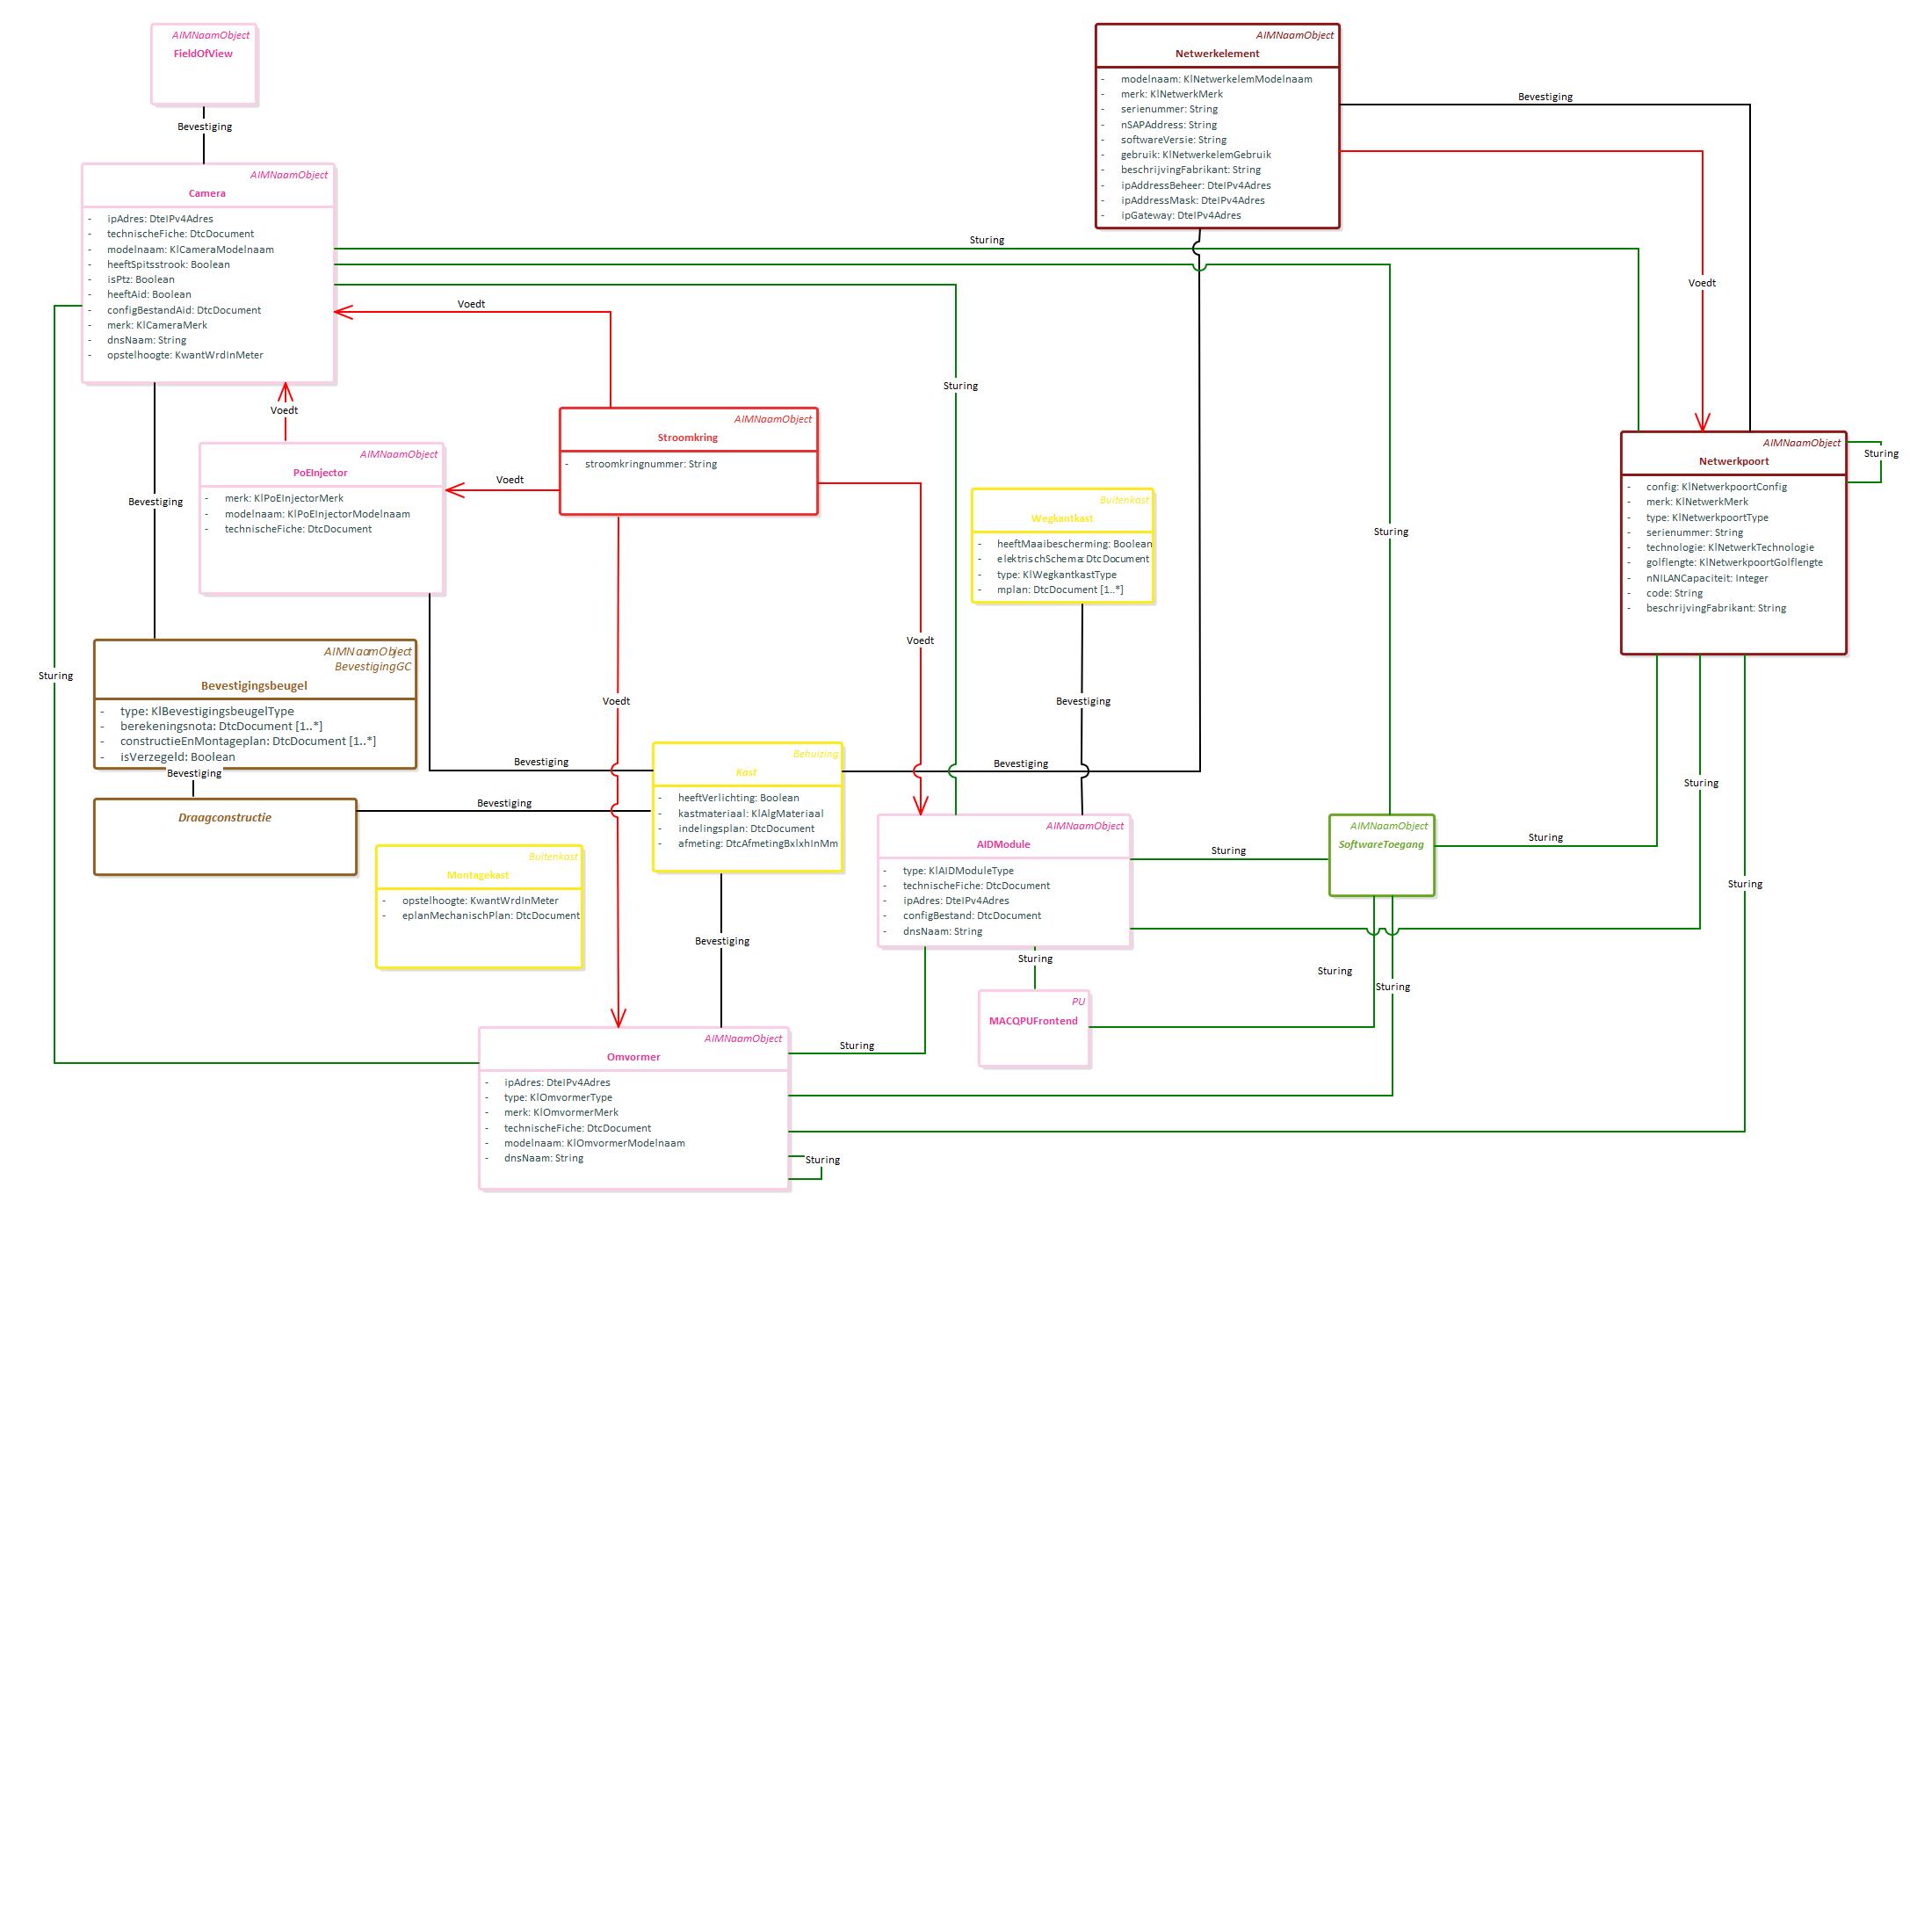 AIMNaamObject
FieldOfView
Bevestiging
AIMNaamObject
Netwerkelement
- modelnaam: KlNetwerkelemModelnaam
- merk: KlNetwerkMerk
- serienummer: String
- nSAPAddress: String
- softwareVersie: String
- gebruik: KlNetwerkelemGebruik
- beschrijvingFabrikant: String
- ipAddressBeheer: DteIPv4Adres
- ipAddressMask: DteIPv4Adres
- ipGateway: DteIPv4Adres
Bevestiging
AIMNaamObject
Camera
- ipAdres: DteIPv4Adres
- technischeFiche: DtcDocument
- modelnaam: KlCameraModelnaam
- heeftSpitsstrook: Boolean
- isPtz: Boolean
- heeftAid: Boolean
- configBestandAid: DtcDocument
- merk: KlCameraMerk
- dnsNaam: String
- opstelhoogte: KwantWrdInMeter
Sturing
Voedt
Voedt
Sturing
Voedt
AIMNaamObject
Stroomkring
- stroomkringnummer: String
AIMNaamObject
PoEInjector
- merk: KlPoEInjectorMerk
- modelnaam: KlPoEInjectorModelnaam
- technischeFiche: DtcDocument
Voedt
Bevestiging
Buitenkast
Wegkantkast
- heeftMaaibescherming: Boolean
- elektrischSchema: DtcDocument
- type: KlWegkantkastType
- mplan: DtcDocument [1..*]
Sturing
AIMNaamObject
Netwerkpoort
- config: KlNetwerkpoortConfig
- merk: KlNetwerkMerk
- type: KlNetwerkpoortType
- serienummer: String
- technologie: KlNetwerkTechnologie
- golflengte: KlNetwerkpoortGolflengte
- nNILANCapaciteit: Integer
- code: String
- beschrijvingFabrikant: String
Sturing
Sturing
AIMNaamObject
BevestigingGC
Bevestigingsbeugel
- type: KlBevestigingsbeugelType
- berekeningsnota: DtcDocument [1..*]
- constructieEnMontageplan: DtcDocument [1..*]
- isVerzegeld: Boolean
Voedt
Voedt
Bevestiging
Bevestiging
Bevestiging
Bevestiging
Sturing
Behuizing
Kast
- heeftVerlichting: Boolean
- kastmateriaal: KlAlgMateriaal
- indelingsplan: DtcDocument
- afmeting: DtcAfmetingBxlxhInMm
Draagconstructie
Bevestiging
Buitenkast
Montagekast
- opstelhoogte: KwantWrdInMeter
- eplanMechanischPlan: DtcDocument
AIMNaamObject
AIDModule
- type: KlAIDModuleType
- technischeFiche: DtcDocument
- ipAdres: DteIPv4Adres
- configBestand: DtcDocument
- dnsNaam: String
Sturing
AIMNaamObject
SoftwareToegang
Sturing
Sturing
Bevestiging
Sturing
Sturing
Sturing
PU
MACQPUFrontend
AIMNaamObject
Omvormer
- ipAdres: DteIPv4Adres
- type: KlOmvormerType
- merk: KlOmvormerMerk
- technischeFiche: DtcDocument
- modelnaam: KlOmvormerModelnaam
- dnsNaam: String
Sturing
Sturing